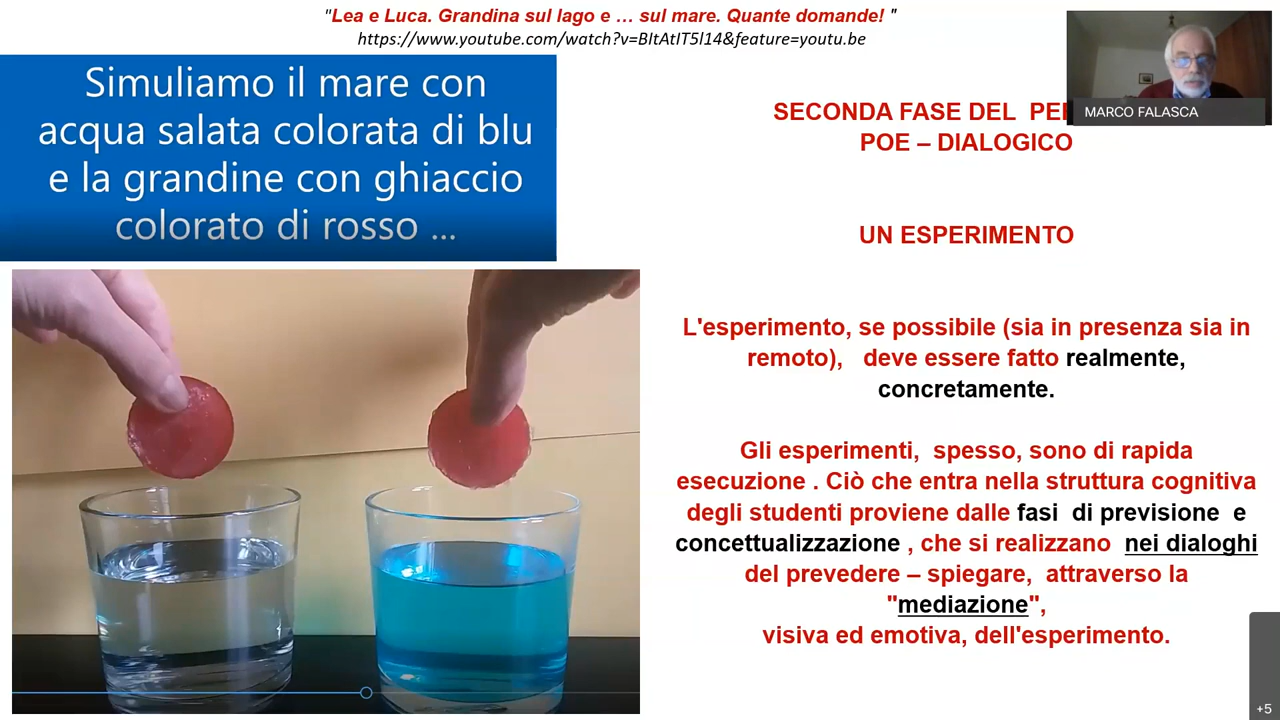 "Lea e Luca. Grandina sul lago e … sul mare. Quante domande! "
https://www.youtube.com/watch?v=BItAtIT5I14&feature=youtu.be
Simuliamo il mare con
acqua salata colorata di blu
e la grandine con ghiaccio
colorato di rosso ...
MARCO FALASCA
SECONDA FASE DEL
POE – DIALOGICO
UN ESPERIMENTO
L'esperimento, se possibile (sia in presenza sia in
remoto), deve essere fatto realmente,
concretamente.
Gli esperimenti, spesso, sono di rapida
esecuzione . Ciò che entra nella struttura cognitiva
degli studenti proviene dalle fasi di previsione e
concettualizzazione , che si realizzano nei dialoghi
del prevedere – spiegare, attraverso la
"mediazione",
visiva ed emotiva, dell'esperimento.
+5